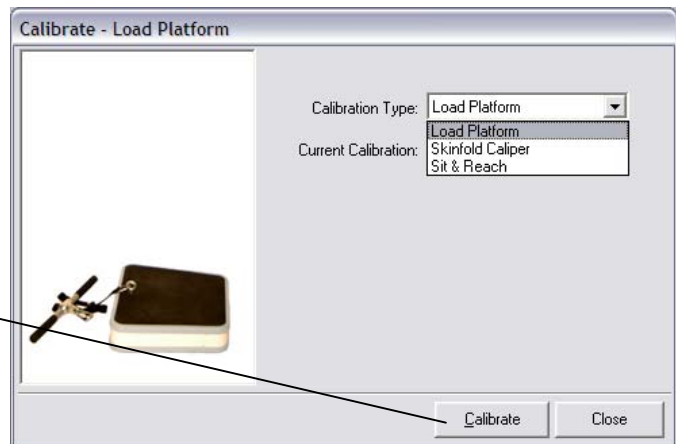 Calibrate - Load Platform
Calibration Type: Load Platform
Load Platform
Current Calibration: Skinfold Caliper
Sit & Reach
Calibrate Close